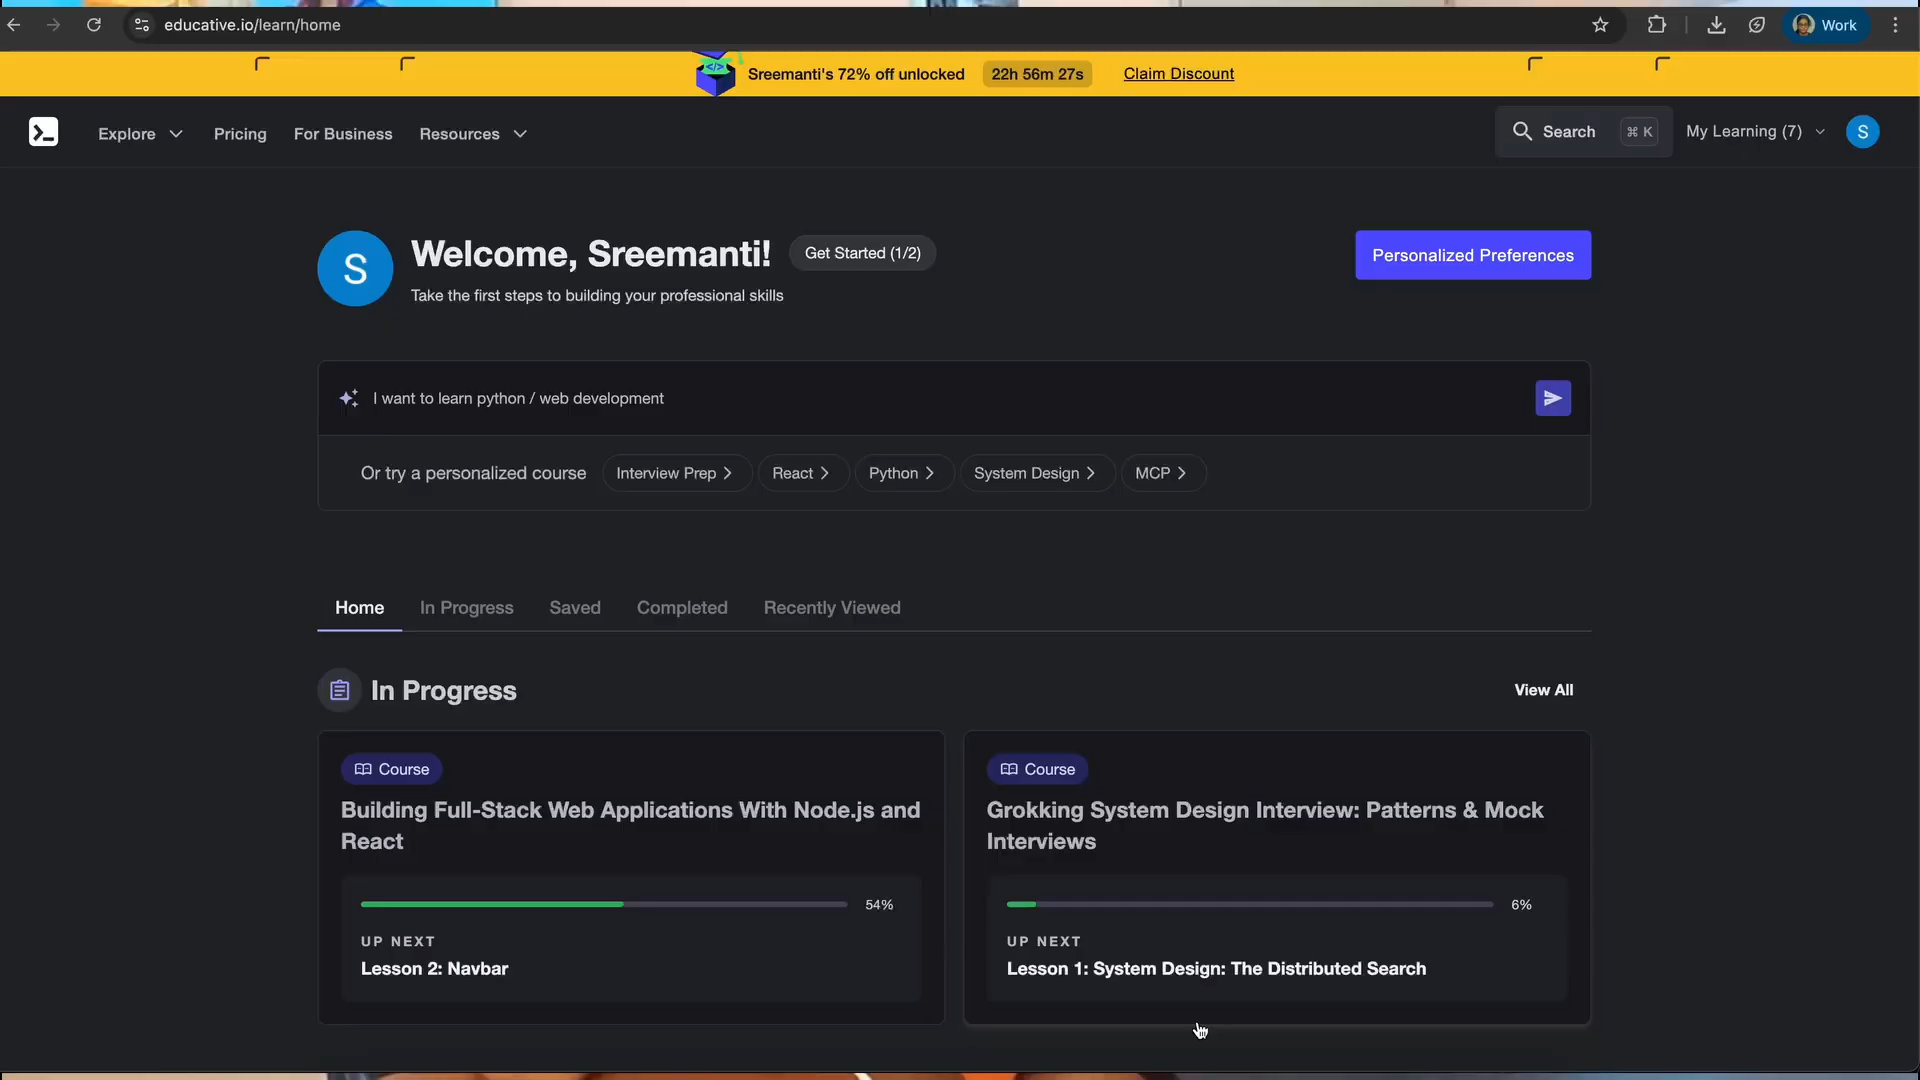 educative.io/learn/home
Work
Sreemanti's 72% off unlocked 22h 56m 27s Claim Discount
Explore Pricing For Business Resources Search ⌘ K My Learning (7) S
S
Welcome, Sreemanti! Get Started (1/2)
Take the first steps to building your professional skills
Personalized Preferences
I want to learn python / web development
Or try a personalized course Interview Prep React Python System Design MCP
Home In Progress Saved Completed Recently Viewed
In Progress View All
Course
Building Full-Stack Web Applications With Node.js and
React
54%
UP NEXT
Lesson 2: Navbar
Course
Grokking System Design Interview: Patterns & Mock
Interviews
6%
UP NEXT
Lesson 1: System Design: The Distributed Search